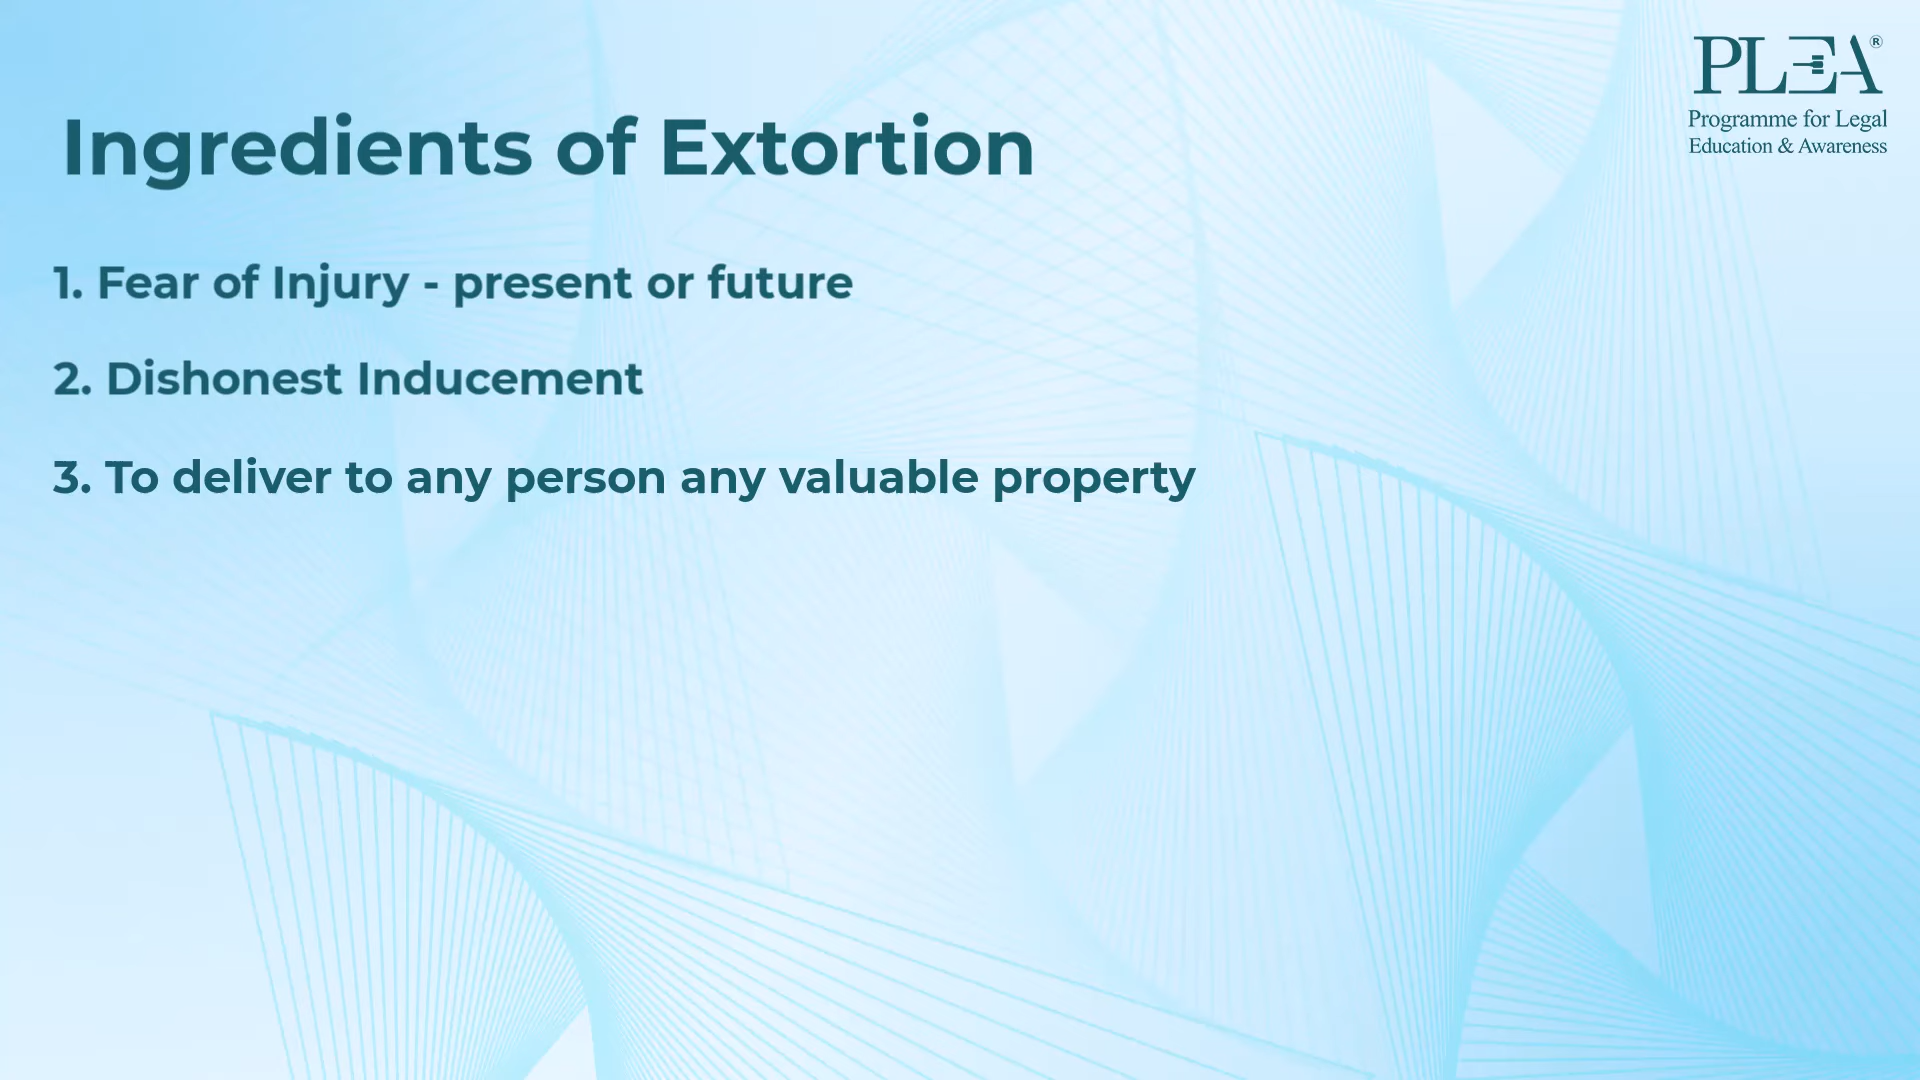 PLEA®
Programme for Legal
Education & Awareness
Ingredients of Extortion
1. Fear of Injury - present or future
2. Dishonest Inducement
3. To deliver to any person any valuable property